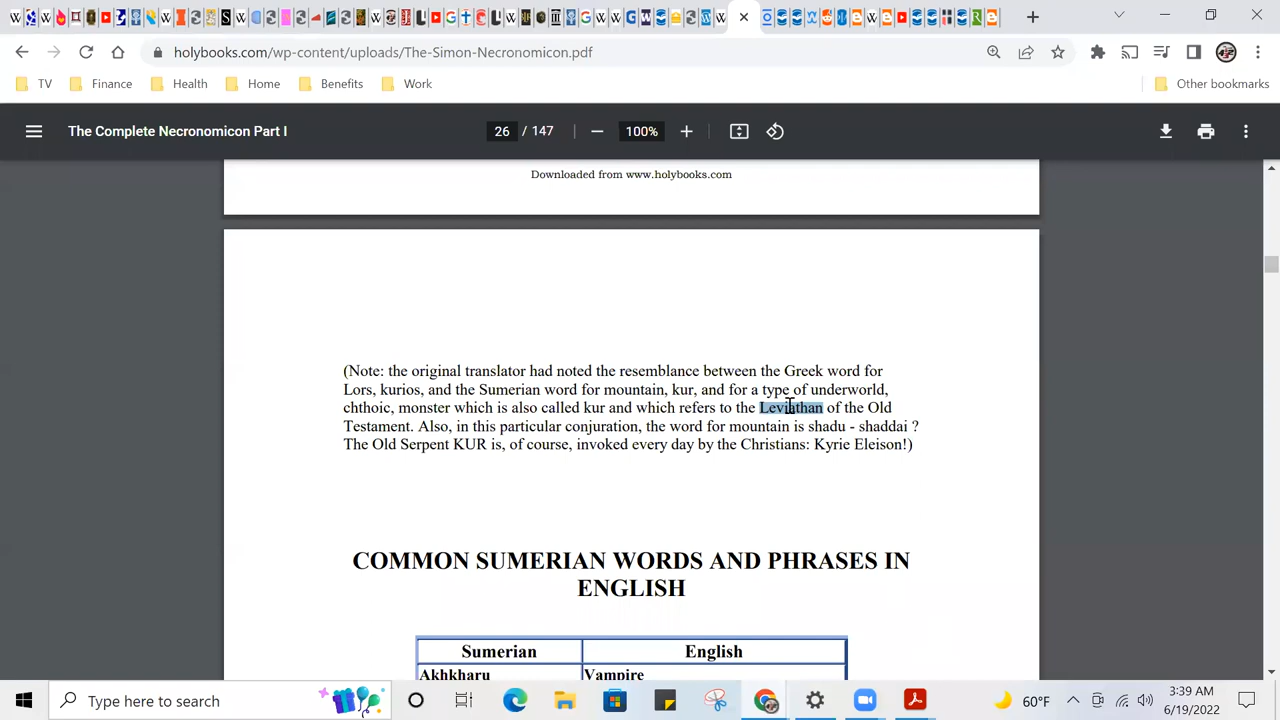 holybooks.com/wp-content/uploads/The-Simon-Necronomicon.pdf
TV Finance Health Home Benefits Work Other bookmarks
The Complete Necronomicon Part I 26 / 147 100%
Downloaded from www.holybooks.com
(Note: the original translator had noted the resemblance between the Greek word for
Lors, kurios, and the Sumerian word for mountain, kur, and for a type of underworld,
chthoic, monster which is also called kur and which refers to the Leviathan of the Old
Testament. Also, in this particular conjuration, the word for mountain is shadu - shaddai ?
The Old Serpent KUR is, of course, invoked every day by the Christians: Kyrie Eleison!)
COMMON SUMERIAN WORDS AND PHRASES IN
ENGLISH
Sumerian English
Akhkharu Vampire
Type here to search
60°F
3:39 AM
6/19/2022